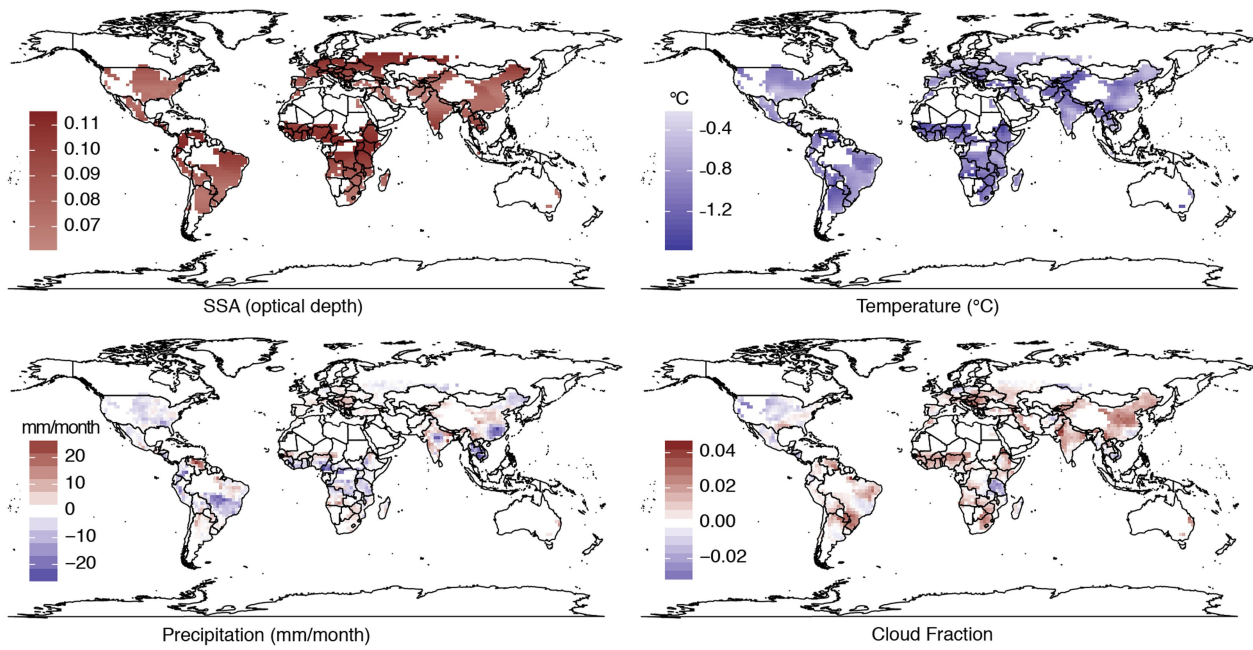 0.11
0.10
0.09
0.08
0.07
SSA (optical depth)
°C
-0.4
-0.8
-1.2
Temperature (°C)
mm/month
20
10
0
−10
−20
Precipitation (mm/month)
0.04
0.02
0.00
−0.02
Cloud Fraction